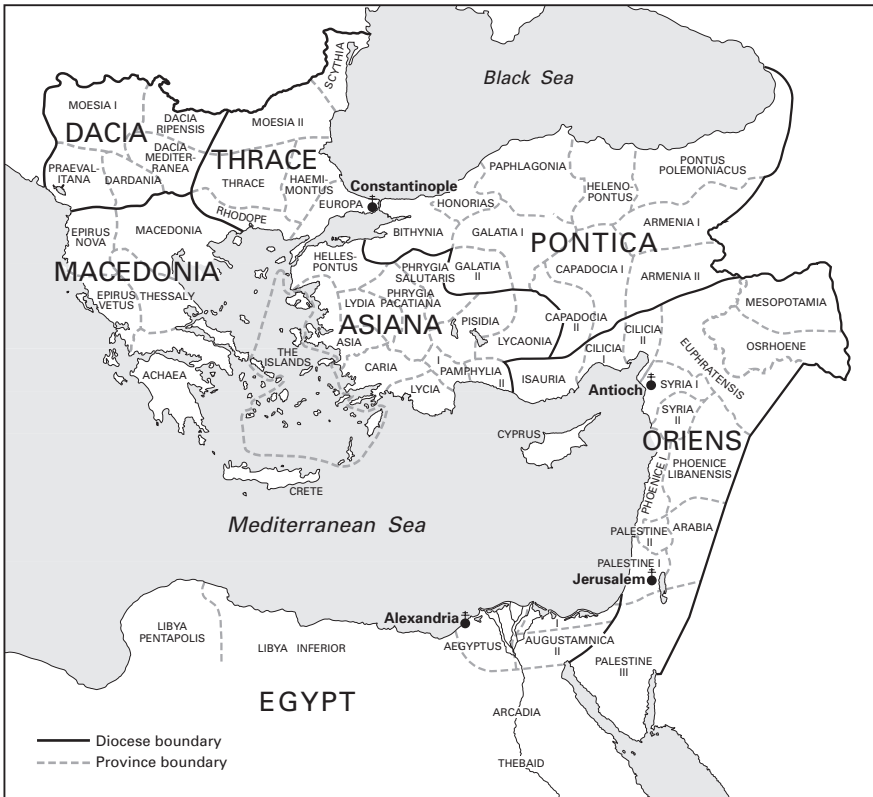 Black Sea
SCYTHIA
MOESIA I
DACIA
DACIA
RIPENSIS
DACIA
MEDITER-
RANEA
PRAEVAL-
ITANA
DARDANIA
MOESIA II
THRACE
THRACE
HAEMI-
MONTUS
RHODOPE
EUROPA
Constantinople
PAPHLAGONIA
HONORIAS
HELENO-
PONTUS
PONTUS
POLEMONIACUS
BITHYNIA
GALATIA I
PONTICA
ARMENIA I
CAPADOCIA I
ARMENIA II
GALATIA
II
CAPADOCIA
II
EPIRUS
NOVA
MACEDONIA
MACEDONIA
EPIRUS
VETUS
THESSALY
ACHAEA
THE
ISLANDS
CRETE
HELLES-
PONTUS
PHRYGIA
SALUTARIS
PHRYGIA
PACATIANA
LYDIA
ASIANA
ASIA
PISIDIA
LYCAONIA
CARIA
LYCIA
I
PAMPHYLIA
II
ISAURIA
CILICIA
I
CILICIA
II
MESOPOTAMIA
OSRHOENE
EUPHRATENSIS
Antioch
SYRIA I
SYRIA
II
ORIENS
CYPRUS
PHOENICE I
PHOENICE
LIBANENSIS
PALESTINE
II
ARABIA
PALESTINE I
Jerusalem
PALESTINE
III
Mediterranean Sea
Alexandria
LIBYA
PENTAPOLIS
LIBYA INFERIOR
AEGYPTUS
I
AUGUSTAMNICA
II
EGYPT
ARCADIA
THEBAID
Diocese boundary
Province boundary